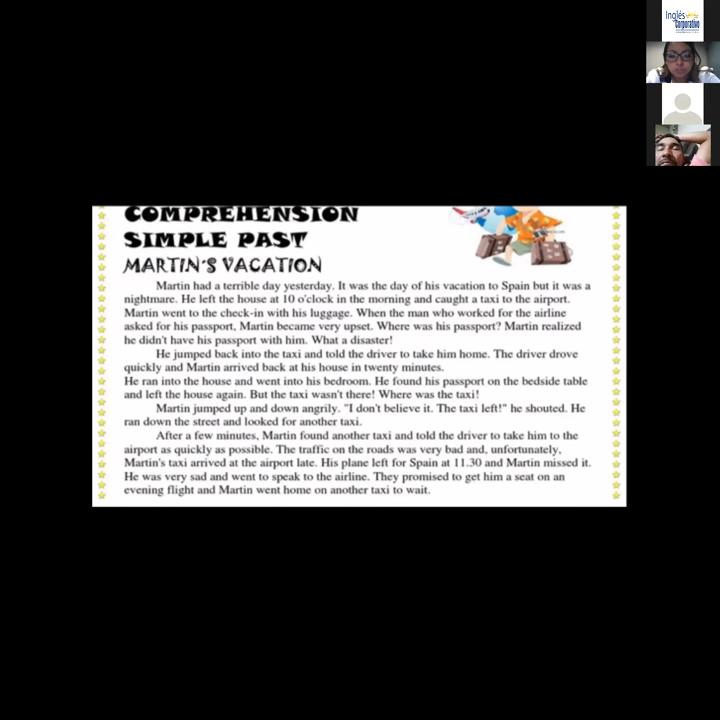 Inglés
Corporativo
COMPREHENSION
SIMPLE PAST
MARTIN'S VACATION
Martin had a terrible day yesterday. It was the day of his vacation to Spain but it was a
nightmare. He left the house at 10 o'clock in the morning and caught a taxi to the airport.
Martin went to the check-in with his luggage. When the man who worked for the airline
asked for his passport, Martin became very upset. Where was his passport? Martin realized
he didn't have his passport with him. What a disaster!
He jumped back into the taxi and told the driver to take him home. The driver drove
quickly and Martin arrived back at his house in twenty minutes.
He ran into the house and went into his bedroom. He found his passport on the bedside table
and left the house again. But the taxi wasn't there! Where was the taxi!
Martin jumped up and down angrily. "I don't believe it. The taxi left!" he shouted. He
ran down the street and looked for another taxi.
After a few minutes, Martin found another taxi and told the driver to take him to the
airport as quickly as possible. The traffic on the roads was very bad and, unfortunately,
Martin's taxi arrived at the airport late. His plane left for Spain at 11.30 and Martin missed it.
He was very sad and went to speak to the airline. They promised to get him a seat on an
evening flight and Martin went home on another taxi to wait.